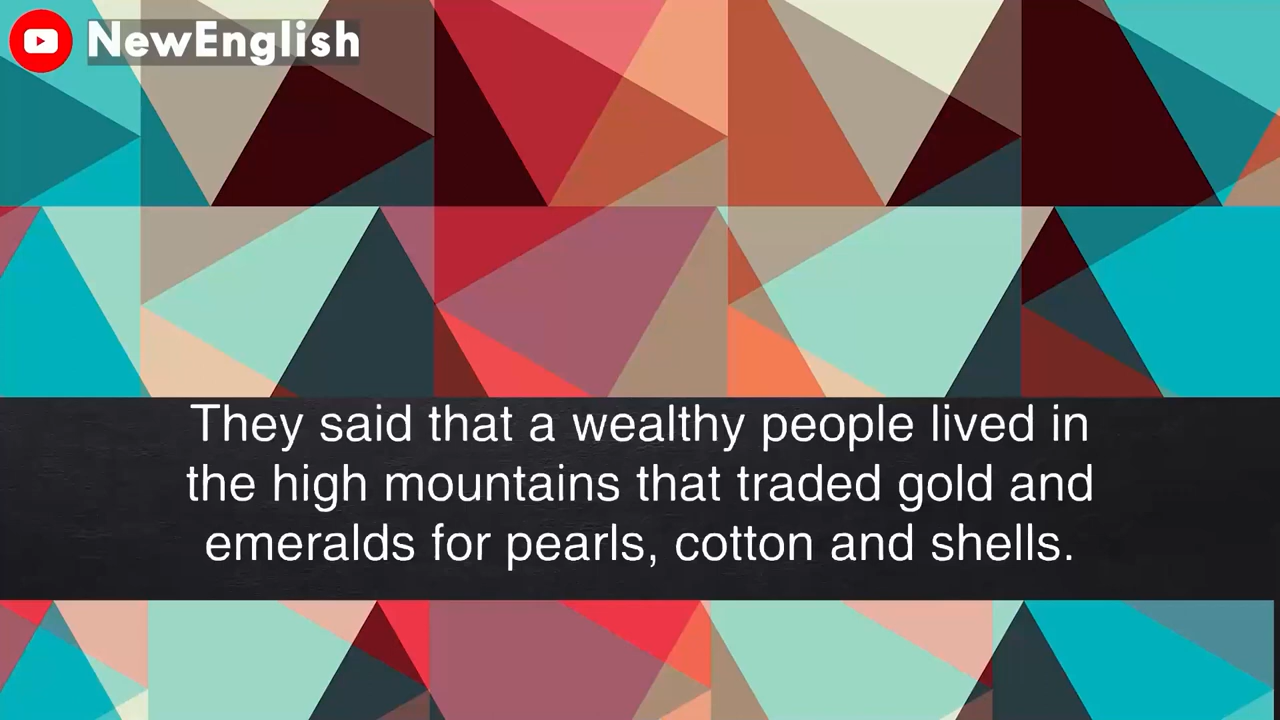 NewEnglish
They said that a wealthy people lived in
the high mountains that traded gold and
emeralds for pearls, cotton and shells.